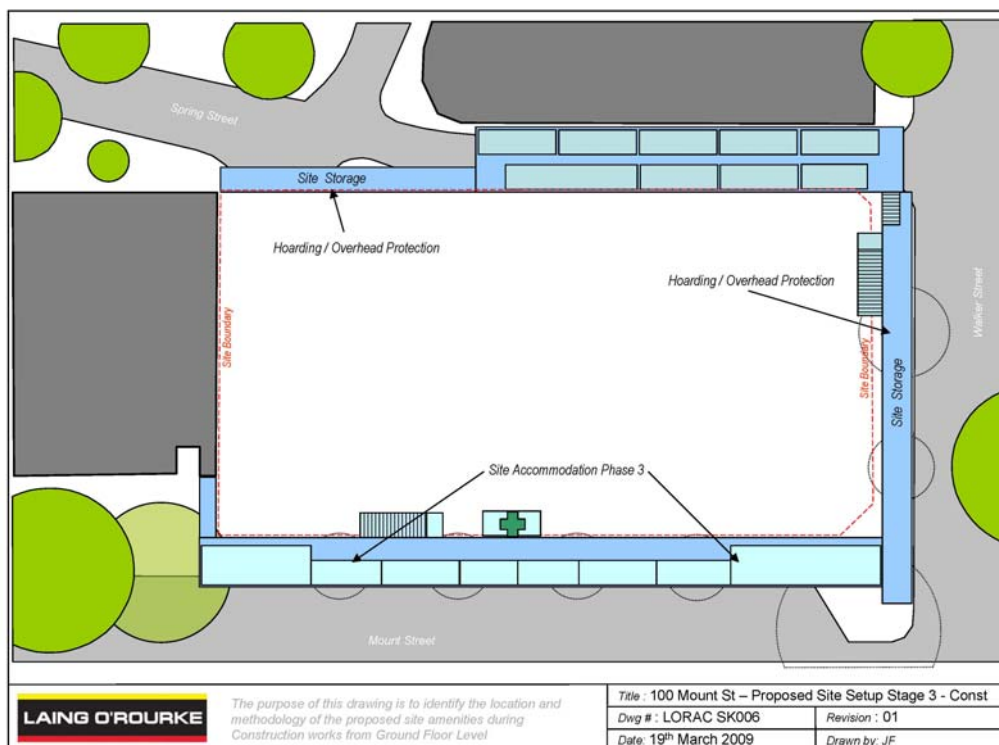 Spring Street
Site Storage
Hoarding / Overhead Protection
Hoarding / Overhead Protection
Walker Street
Site Boundary
Site Boundary
Site Storage
Site Accommodation Phase 3
Mount Street
LAING O'ROURKE
The purpose of this drawing is to identify the location and
methodology of the proposed site amenities during
Construction works from Ground Floor Level
Title : 100 Mount St – Proposed Site Setup Stage 3 - Const
Dwg # : LORAC SK006
Revision : 01
Date: 19th March 2009
Drawn by: JF